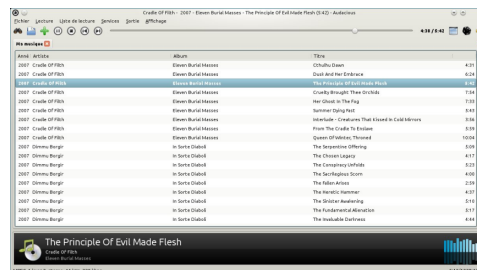 Cradle Of Filth - 2007 - Eleven Burial Masses - The Principle Of Evil Made Flesh (5:42) - Audacious
Fichier Lecture Liste de lecture Services Sortie Affichage
4:38 / 5:42
Ma musique
Anné Artiste Album Titre
2007 Cradle Of Filth Eleven Burial Masses Cthulhu Dawn 4:31
2007 Cradle Of Filth Eleven Burial Masses Dusk And Her Embrace 6:24
2007 Cradle Of Filth Eleven Burial Masses The Principle Of Evil Made Flesh 5:42
2007 Cradle Of Filth Eleven Burial Masses Cruelty Brought Thee Orchids 7:34
2007 Cradle Of Filth Eleven Burial Masses Her Ghost In The Fog 7:33
2007 Cradle Of Filth Eleven Burial Masses Summer Dying Fast 5:43
2007 Cradle Of Filth Eleven Burial Masses Interlude - Creatures That Kissed In Cold Mirrors 3:56
2007 Cradle Of Filth Eleven Burial Masses From The Cradle To Enslave 5:39
2007 Cradle Of Filth Eleven Burial Masses Queen Of Winter, Throned 10:04
2007 Dimmu Borgir In Sorte Diaboli The Serpentine Offering 5:09
2007 Dimmu Borgir In Sorte Diaboli The Chosen Legacy 4:17
2007 Dimmu Borgir In Sorte Diaboli The Conspiracy Unfolds 5:23
2007 Dimmu Borgir In Sorte Diaboli The Sacrilegious Scorn 4:00
2007 Dimmu Borgir In Sorte Diaboli The Fallen Arises 2:59
2007 Dimmu Borgir In Sorte Diaboli The Heretic Hammer 4:37
2007 Dimmu Borgir In Sorte Diaboli The Sinister Awakening 5:10
2007 Dimmu Borgir In Sorte Diaboli The Fundamental Alienation 5:17
2007 Dimmu Borgir In Sorte Diaboli The Invaluable Darkness 4:44
The Principle Of Evil Made Flesh
Cradle Of Filth
Eleven Burial Masses